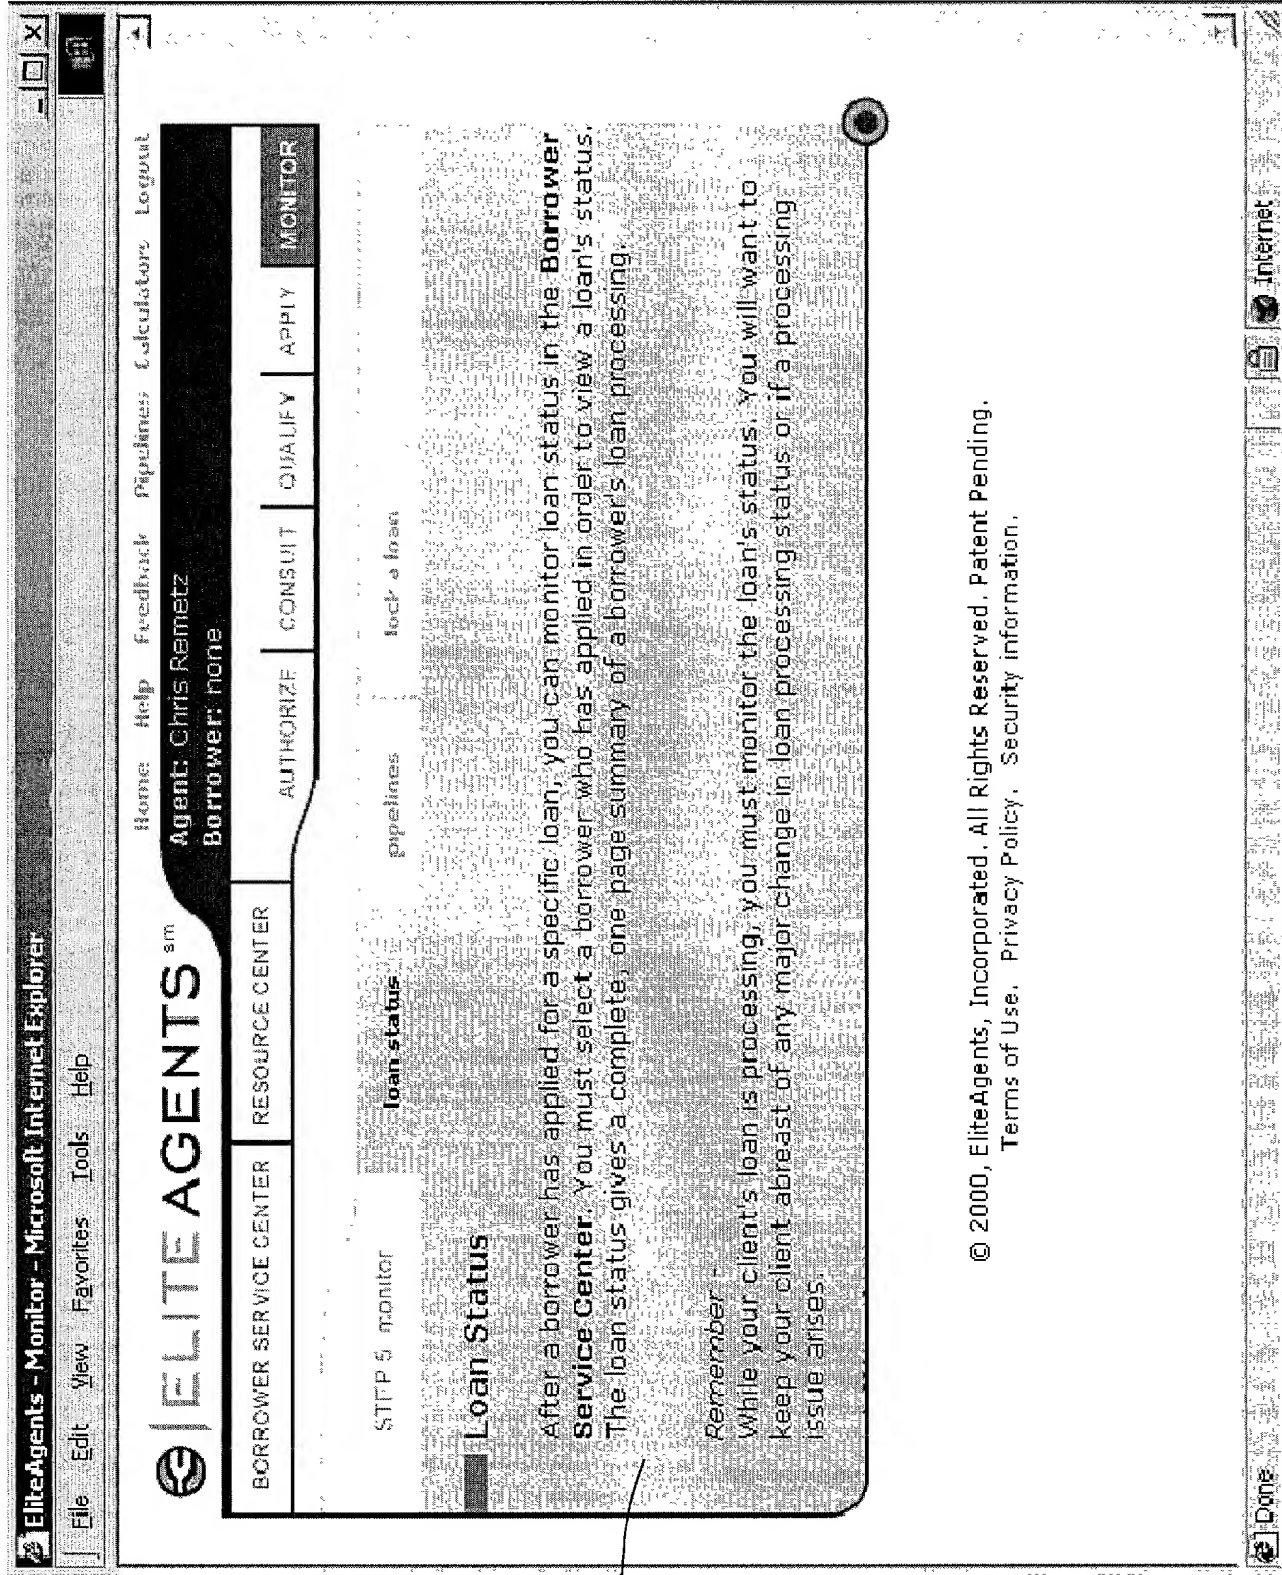 EliteAgents - Monitor - Microsoft Internet Explorer
File Edit View Favorites Tools Help
Home Help Feedback Pipelines Calculators Logout
ELITE AGENTS sm
Agent: Chris Remetz
Borrower: none
BORROWER SERVICE CENTER RESOURCE CENTER AUTHORIZE CONSULT QUALIFY APPLY MONITOR
STEP 5 monitor loan status pipelines lock a loan
Loan Status
After a borrower has applied for a specific loan, you can monitor loan status in the Borrower
Service Center. You must select a borrower who has applied in order to view a loan's status.
The loan status gives a complete, one page summary of a borrower's loan processing.
Remember -
While your client's loan is processing, you must monitor the loan's status. You will want to
keep your client abreast of any major change in loan processing status or if a processing
issue arises.
© 2000, EliteAgents, Incorporated. All Rights Reserved. Patent Pending.
Terms of Use. Privacy Policy. Security information.
Done Internet